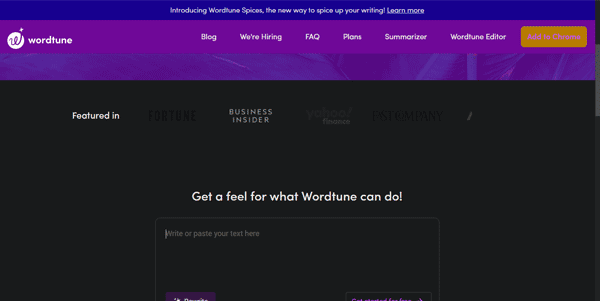 Introducing Wordtune Spices, the new way to spice up your writing! Learn more
wordtune
Blog We're Hiring FAQ Plans Summarizer Wordtune Editor Add to Chrome
Featured in FORTUNE BUSINESS INSIDER yahoo! finance FAST COMPANY
Get a feel for what Wordtune can do!
Write or paste your text here
Rewrite Get started for free